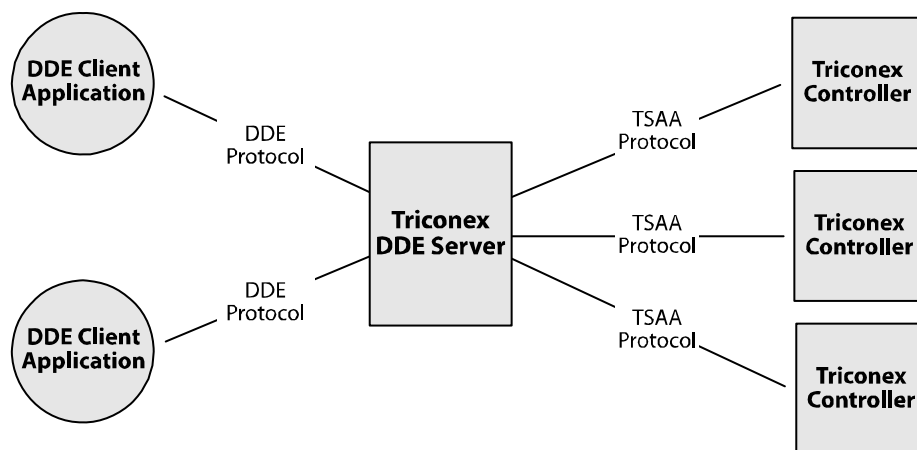 DDE Client
Application
DDE
Protocol
DDE Client
Application
DDE
Protocol
Triconex
DDE Server
TSAA
Protocol
TSAA
Protocol
TSAA
Protocol
Triconex
Controller
Triconex
Controller
Triconex
Controller